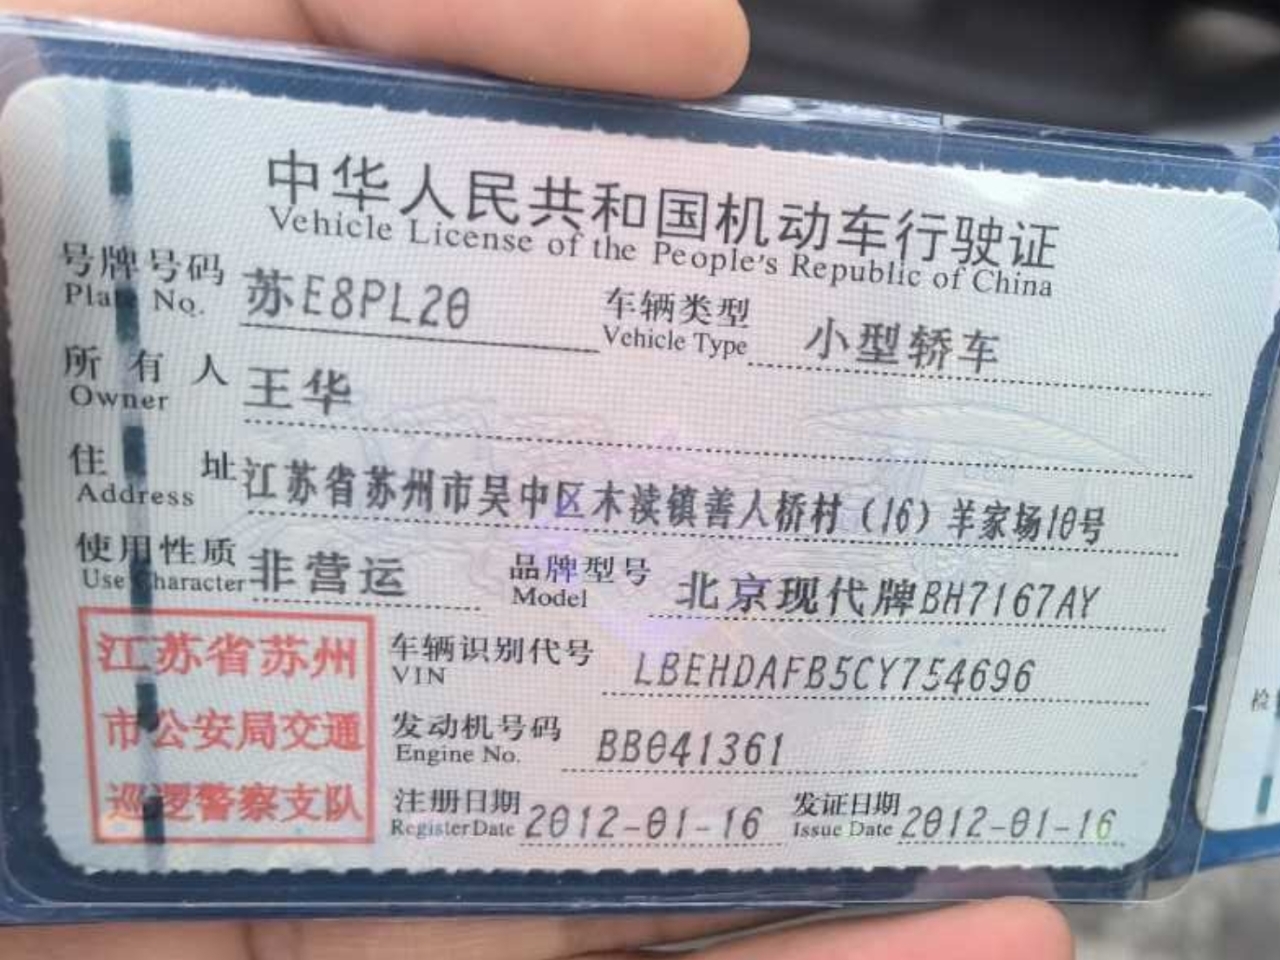 中华人民共和国机动车行驶证
Vehicle License of the People's Republic of China
号牌号码 苏E8PL20 车辆类型 小型轿车
Plate No. Vehicle Type
所有人 王华
Owner
住址 江苏省苏州市吴中区木渎镇善人桥村（16）羊家场10号
Address
使用性质 非营运 品牌型号 北京现代牌BH7167AY
Use Character Model
江苏省苏州
市公安局交通
巡逻警察支队
车辆识别代号 LBEHDAFB5CY754696
VIN
发动机号码 BB041361
Engine No.
注册日期 2012-01-16 发证日期 2012-01-16
Register Date Issue Date
检